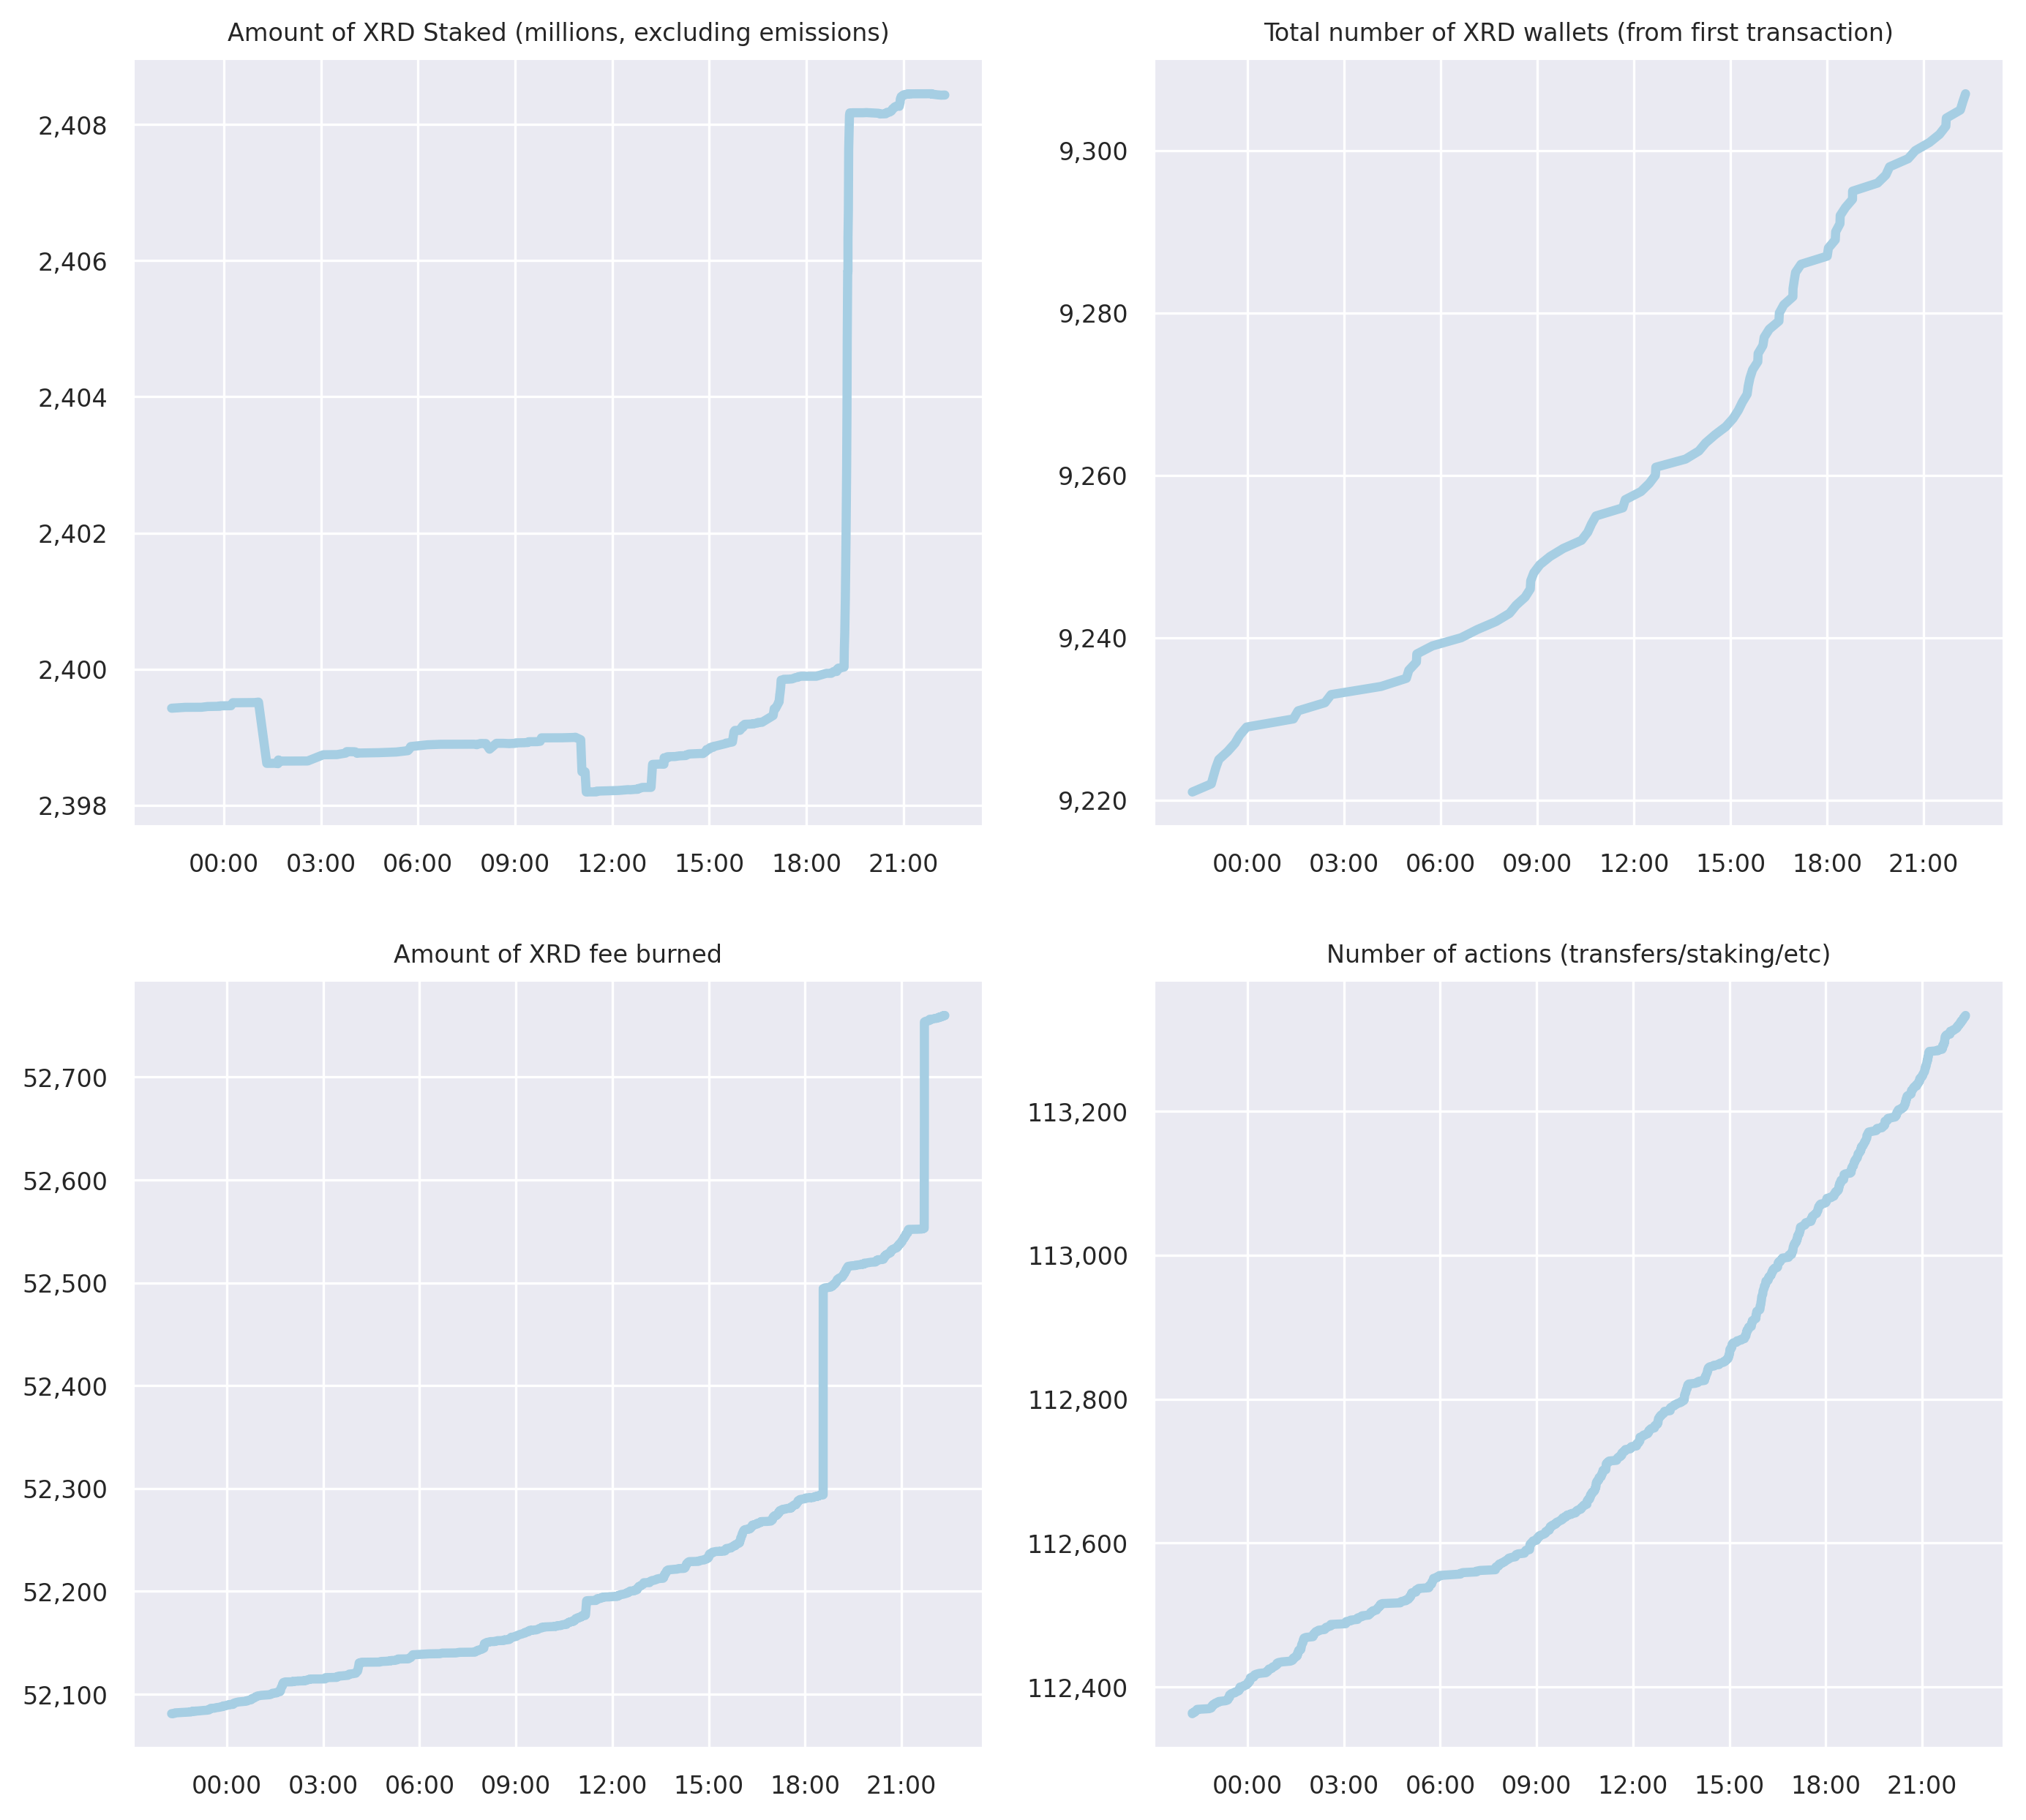 Amount of XRD Staked (millions, excluding emissions)
2,408
2,406
2,404
2,402
2,400
2,398
00:00 03:00 06:00 09:00 12:00 15:00 18:00 21:00
Total number of XRD wallets (from first transaction)
9,300
9,280
9,260
9,240
9,220
00:00 03:00 06:00 09:00 12:00 15:00 18:00 21:00
Amount of XRD fee burned
52,700
52,600
52,500
52,400
52,300
52,200
52,100
00:00 03:00 06:00 09:00 12:00 15:00 18:00 21:00
Number of actions (transfers/staking/etc)
113,200
113,000
112,800
112,600
112,400
00:00 03:00 06:00 09:00 12:00 15:00 18:00 21:00